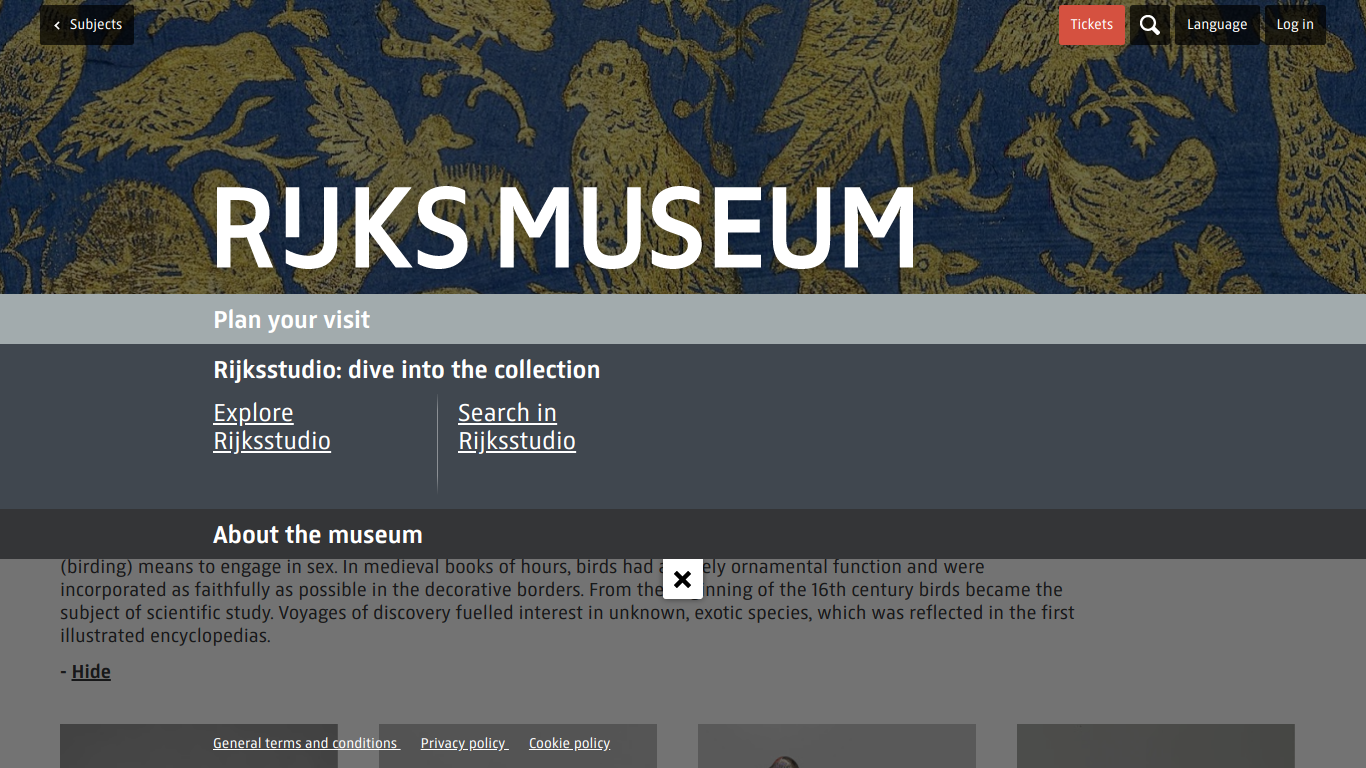 Subjects
Tickets
Language
Log in
RIJKS MUSEUM
Plan your visit
Rijksstudio: dive into the collection
Explore
Rijksstudio
Search in
Rijksstudio
About the museum
(birding) means to engage in sex. In medieval books of hours, birds had a ely ornamental function and were
incorporated as faithfully as possible in the decorative borders. From the nning of the 16th century birds became the
subject of scientific study. Voyages of discovery fuelled interest in unknown, exotic species, which was reflected in the first
illustrated encyclopedias.
- Hide
General terms and conditions
Privacy policy
Cookie policy